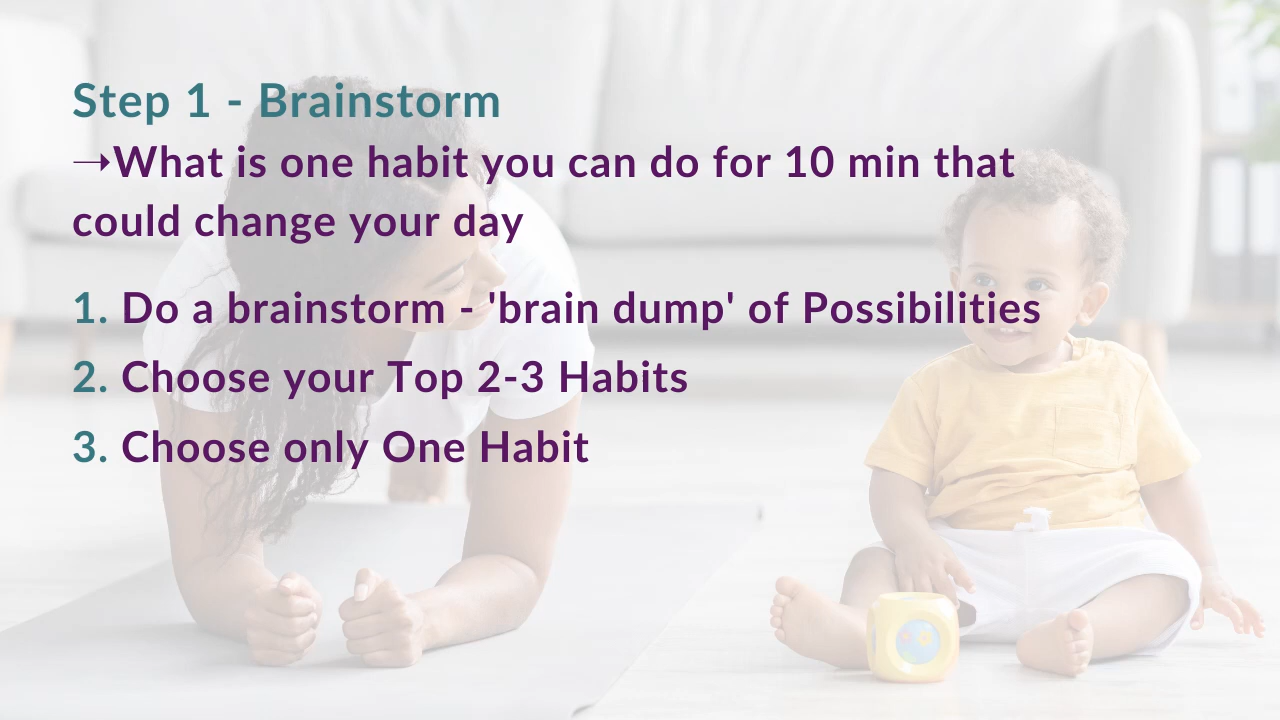 Step 1 - Brainstorm
→What is one habit you can do for 10 min that
could change your day
1. Do a brainstorm - 'brain dump' of Possibilities
2. Choose your Top 2-3 Habits
3. Choose only One Habit